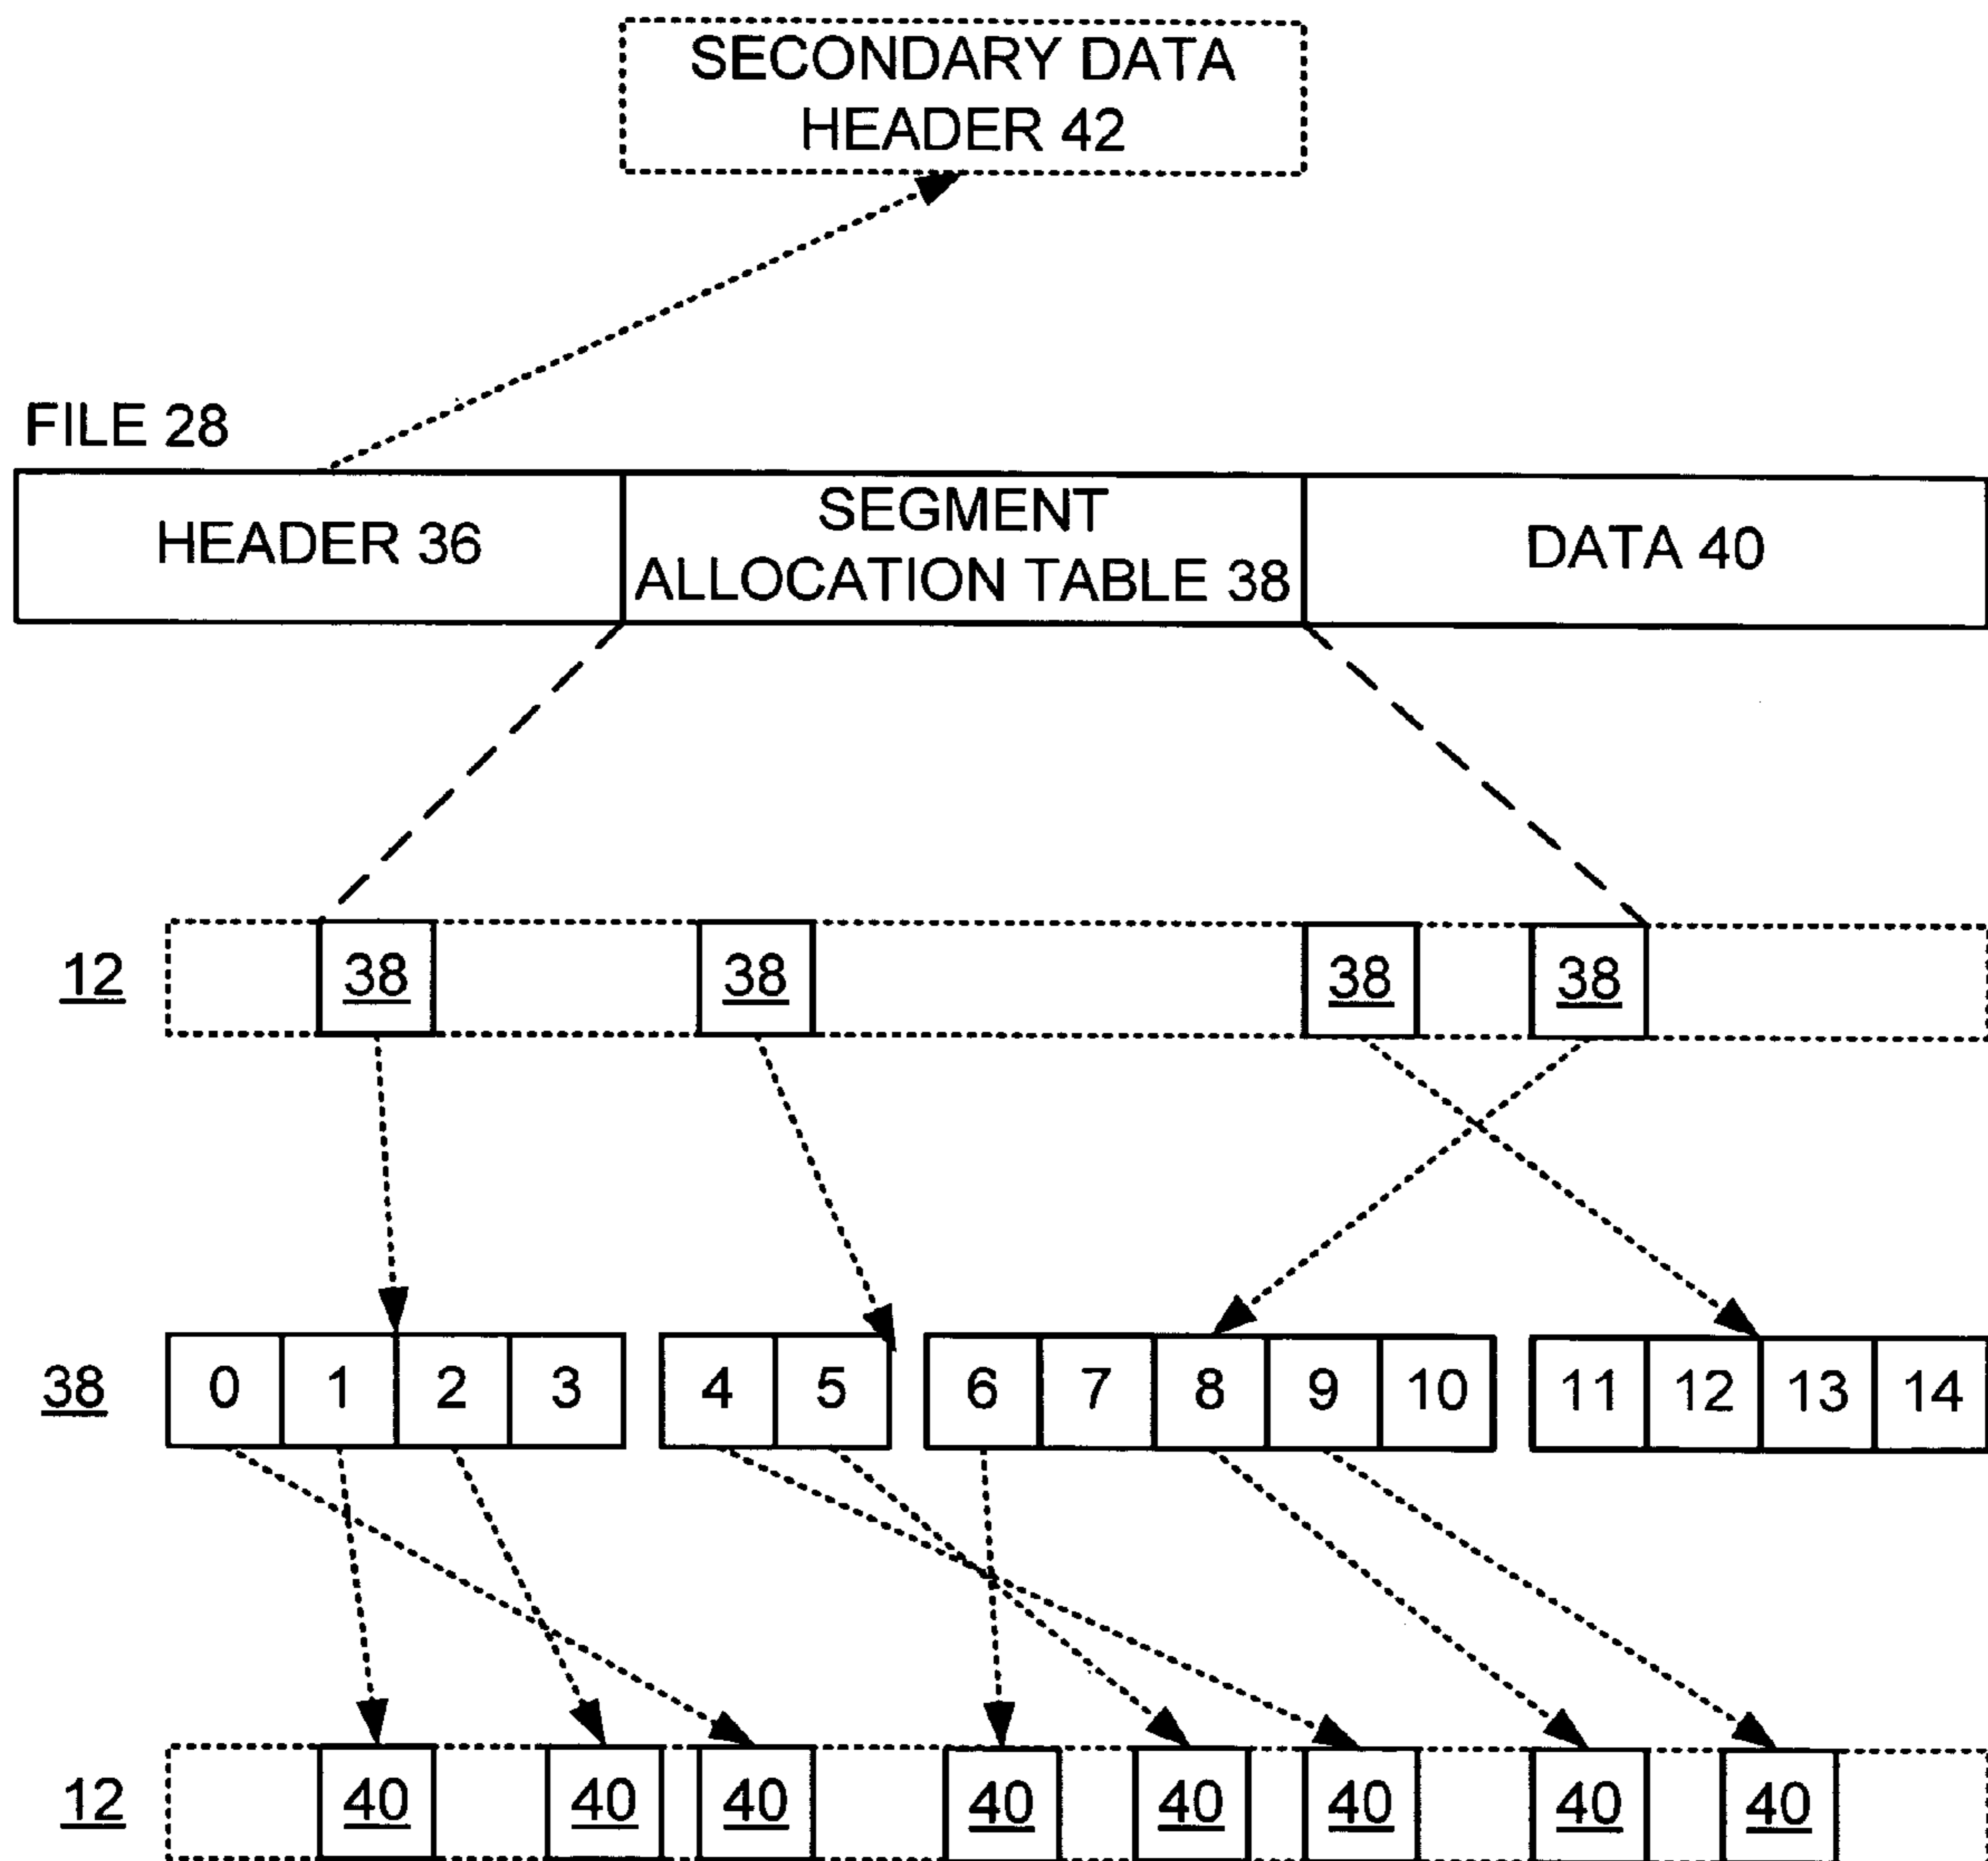 SECONDARY DATA
HEADER 42
FILE 28
HEADER 36
SEGMENT
ALLOCATION TABLE 38
DATA 40
12 38 38 38 38
38 0 1 2 3 4 5 6 7 8 9 10 11 12 13 14
12 40 40 40 40 40 40 40 40